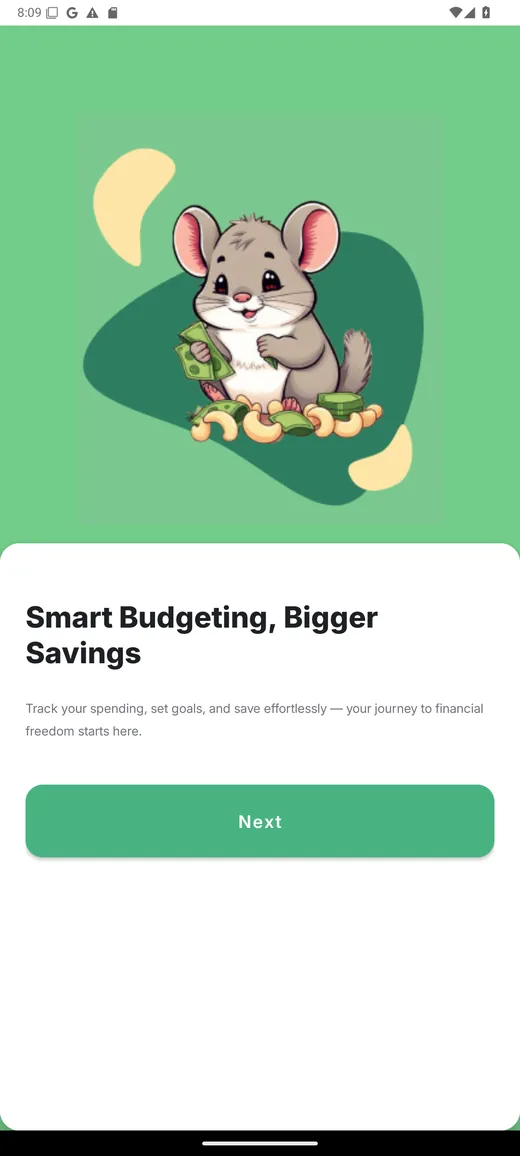 8:09
Smart Budgeting, Bigger
Savings
Track your spending, set goals, and save effortlessly — your journey to financial
freedom starts here.
Next